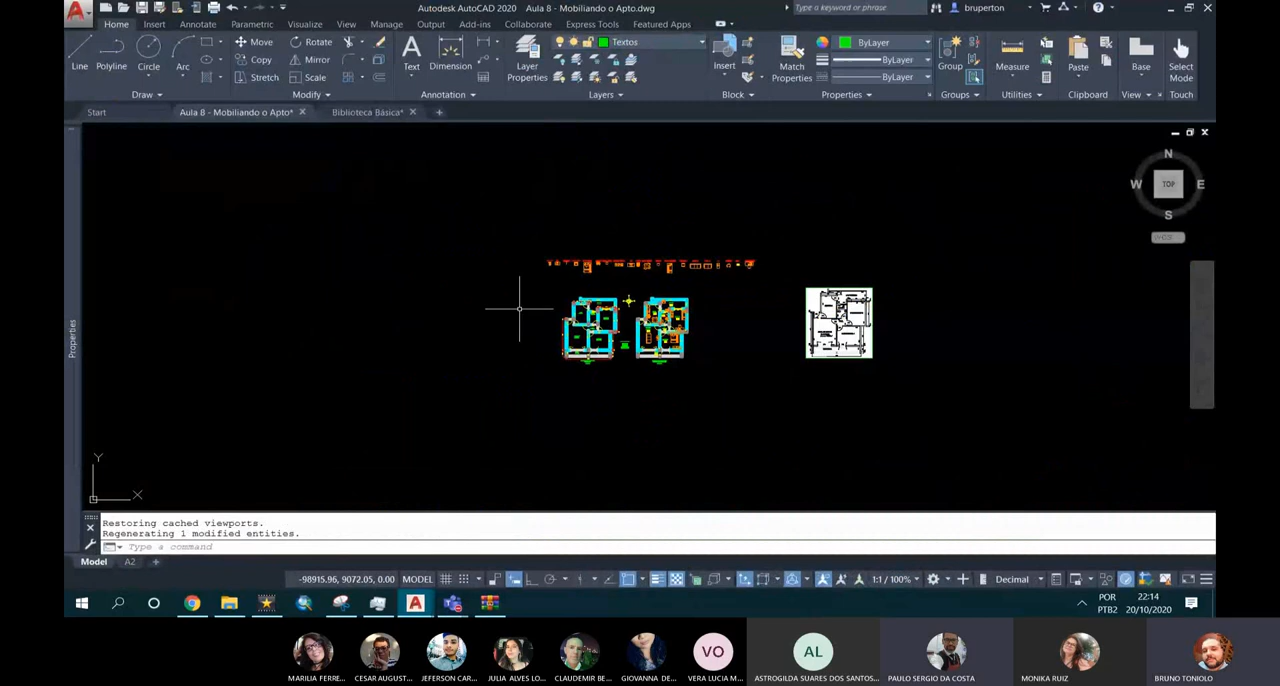 Autodesk AutoCAD 2020 Aula 8 - Mobiliando o Apto.dwg
Type a keyword or phrase
bruperton
Home Insert Annotate Parametric View Manage Output Add-ins Collaborate Express Tools Featured Apps
Line Polyline Circle Arc
Move Rotate
Copy Mirror
Stretch Scale
Text Dimension
Layer Properties
Textos
Insert
Match Properties
ByLayer
ByLayer
ByLayer
Group
Measure
Paste
Base
Select Mode
Draw Modify Annotation Layers Block Properties Groups Utilities Clipboard View Touch
Start Aula 8 - Mobiliando o Apto* Biblioteca Básica*
N
W TOP E
S
Properties
Y
X
Restoring cached viewports.
Regenerating 1 modified entities.
Type a command
Model A2
-98915.96, 9072.05, 0.00 MODEL 1:1 / 100% Decimal
POR
PTB2
22:14
20/10/2020
VO AL
MARILIA FERRE... CESAR AUGUST... JEFERSON CAR... JULIA ALVES LO... CLAUDEMIR BE... GIOVANNA DE... VERA LUCIA M... ASTROGILDA SUARES DOS SANTOS... PAULO SERGIO DA COSTA MONIKA RUIZ BRUNO TONIOLO